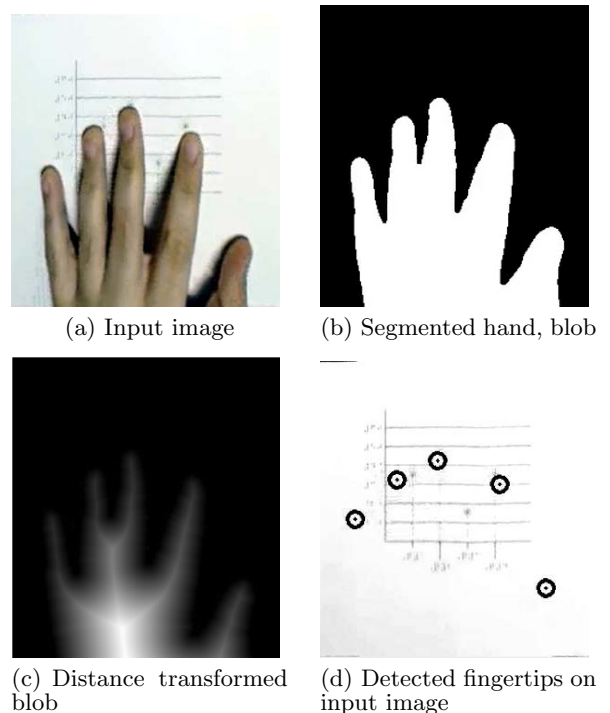 (a) Input image
(b) Segmented hand, blob
(c) Distance transformed
blob
(d) Detected fingertips on
input image